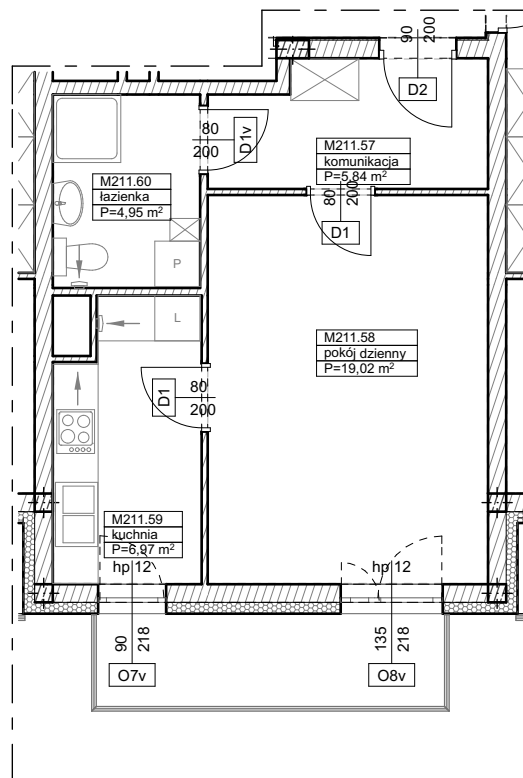 90
200
D2
80
200
D1v
M211.57
komunikacja
P=5,84 m²
M211.60
łazienka
P=4,95 m²
80
200
D1
P
L
M211.58
pokój dzienny
P=19,02 m²
D1
80
200
M211.59
kuchnia
P=6,97 m²
hp 12
hp 12
90
218
135
218
O7v
O8v